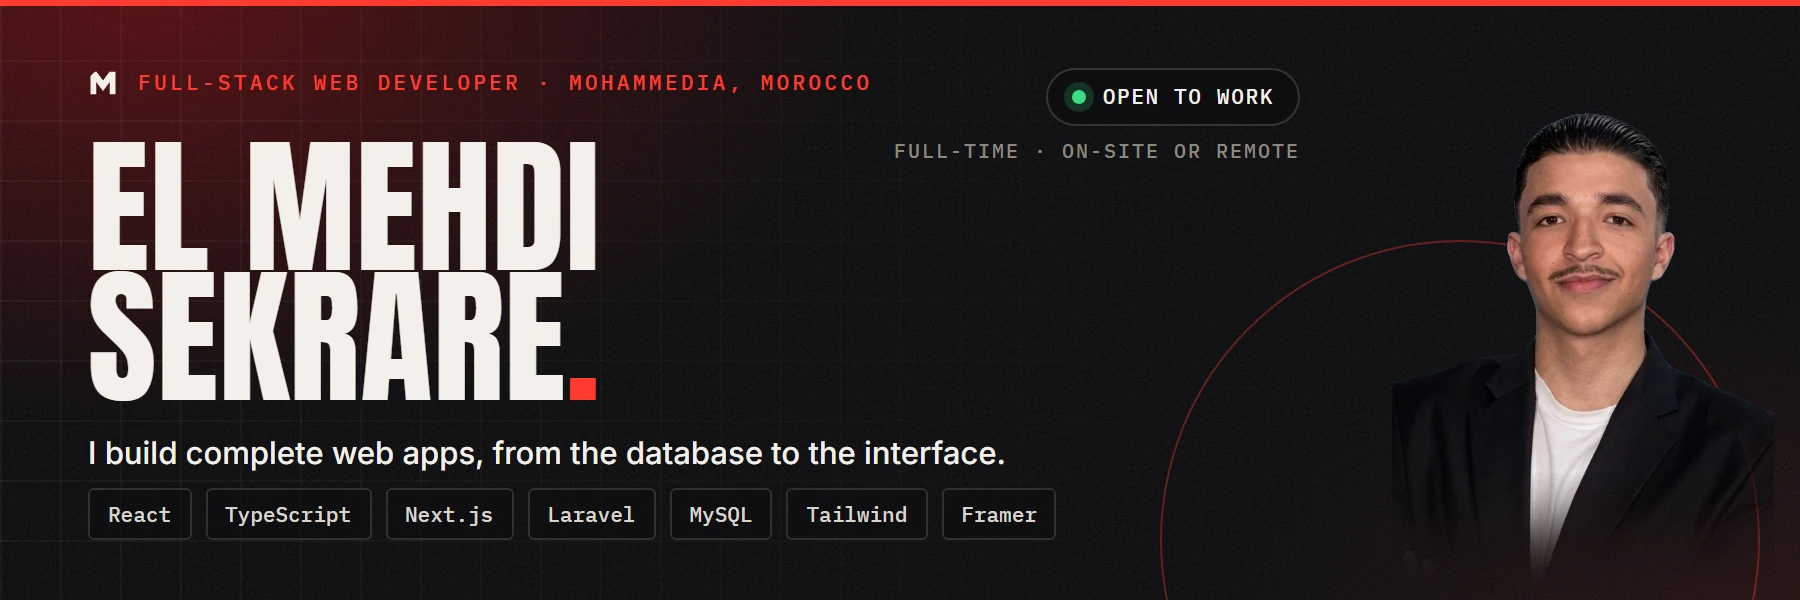 M FULL-STACK WEB DEVELOPER · MOHAMMEDIA, MOROCCO
OPEN TO WORK
FULL-TIME · ON-SITE OR REMOTE
EL MEHDI
SEKRARE.
I build complete web apps, from the database to the interface.
React TypeScript Next.js Laravel MySQL Tailwind Framer